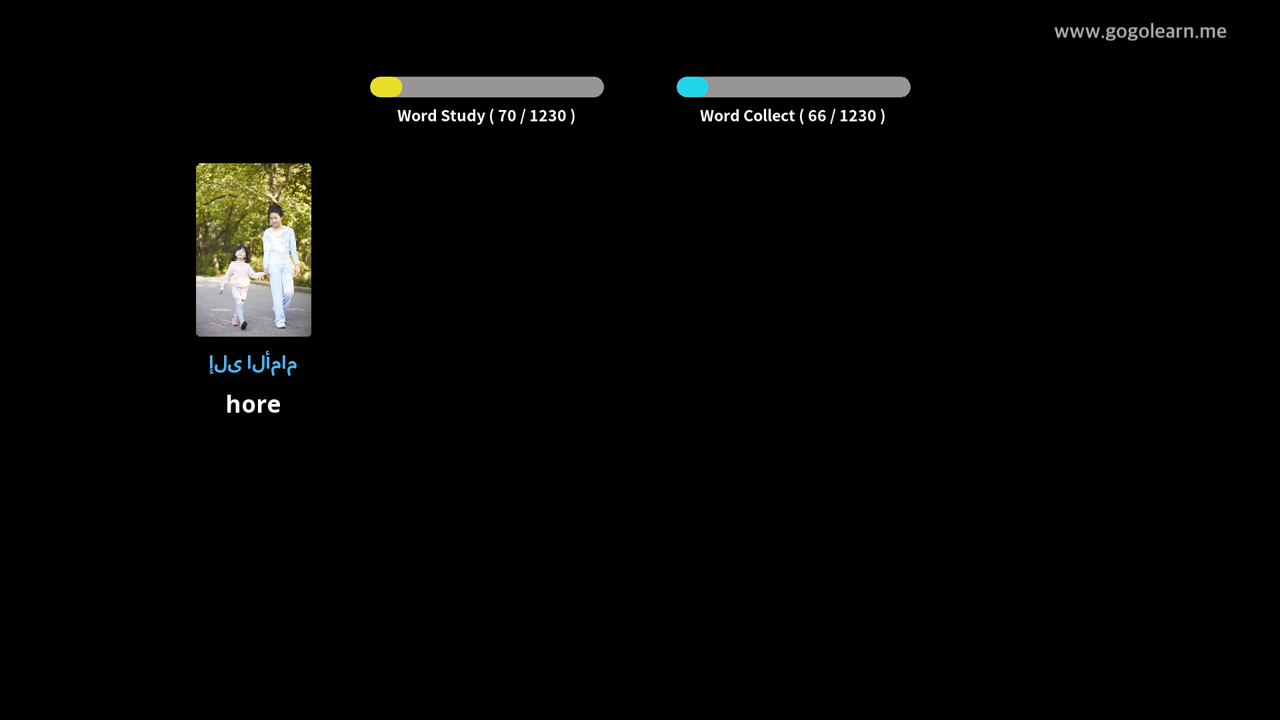 www.gogolearn.me
Word Study ( 70 / 1230 )
Word Collect ( 66 / 1230 )
إلى الأمام
hore